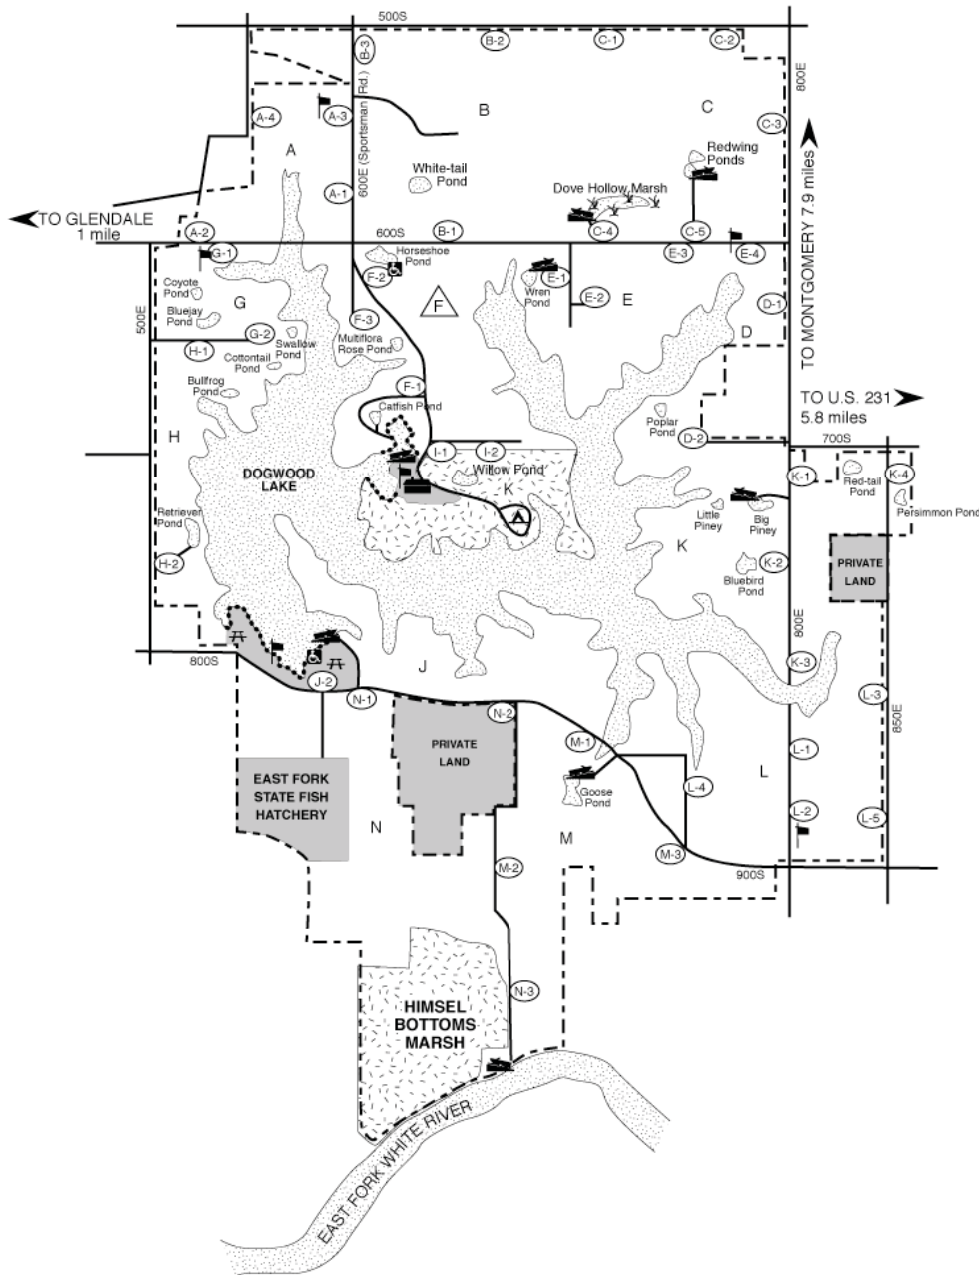 500S
B-3
B-2
C-1
C-2
800E
A-4
A-3
B
C
C-3
600E (Sportsman Rd.)
A
Redwing
Ponds
White-tail
Pond
A-1
Dove Hollow Marsh
TO GLENDALE
1 mile
A-2
600S
B-1
C-4
C-5
TO MONTGOMERY 7.9 miles
G-1
Horseshoe
Pond
E-3
E-4
F-2
E-1
Coyote
Pond
G
F
Wren
Pond
E-2
E
D-1
Bluejay
Pond
500E
F-3
D
G-2
Swallow
Pond
Multiflora
Rose Pond
H-1
Cottontail
Pond
Bullfrog
Pond
F-1
TO U.S. 231
5.8 miles
Catfish Pond
Poplar
Pond
H
D-2
700S
I-1
I-2
DOGWOOD
LAKE
Willow Pond
K-1
Red-tail
Pond
K-4
K
Retriever
Pond
Little
Piney
Big
Piney
Persimmon Pond
K
H-2
Bluebird
Pond
K-2
PRIVATE
LAND
800E
800S
J
K-3
J-2
N-1
L-3
850E
N-2
M-1
PRIVATE
LAND
L-1
EAST FORK
STATE FISH
HATCHERY
Goose
Pond
L-4
L
L-2
L-5
N
M
M-3
M-2
900S
N-3
HIMSEL
BOTTOMS
MARSH
EAST FORK WHITE RIVER